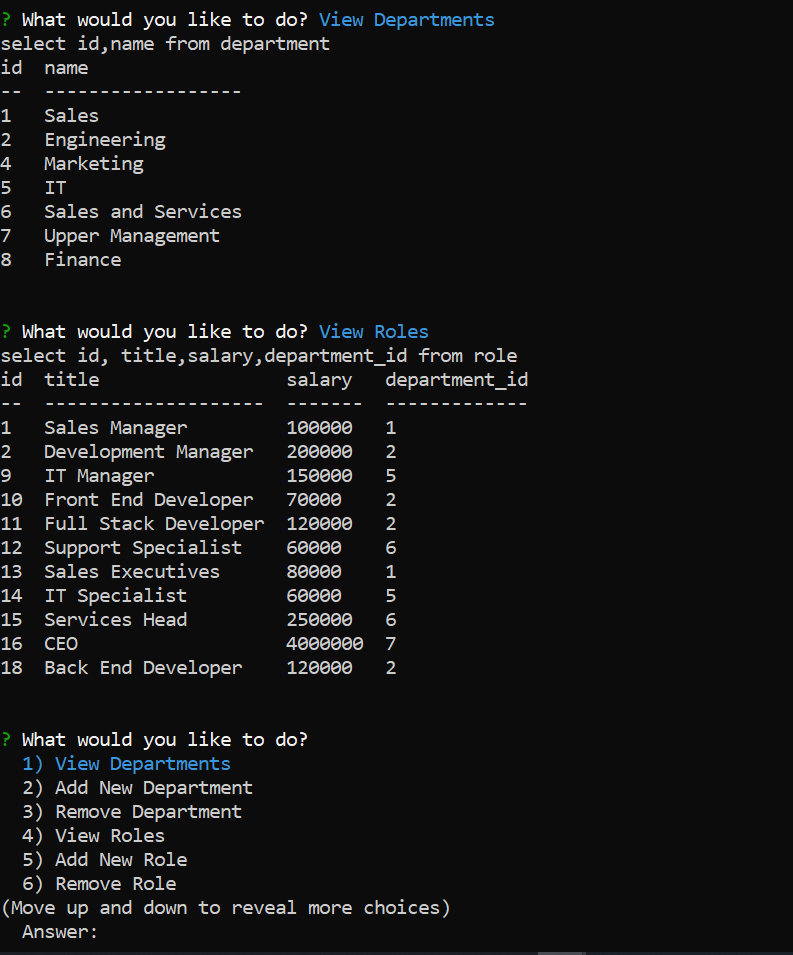 ? What would you like to do? View Departments
select id,name from department
id  name
--  ------------------
1   Sales
2   Engineering
4   Marketing
5   IT
6   Sales and Services
7   Upper Management
8   Finance
? What would you like to do? View Roles
select id, title,salary,department_id from role
id  title                 salary   department_id
--  --------------------  -------  -------------
1   Sales Manager         100000   1
2   Development Manager   200000   2
9   IT Manager            150000   5
10  Front End Developer   70000    2
11  Full Stack Developer  120000   2
12  Support Specialist    60000    6
13  Sales Executives      80000    1
14  IT Specialist         60000    5
15  Services Head         250000   6
16  CEO                   4000000  7
18  Back End Developer    120000   2
? What would you like to do?
  1) View Departments
  2) Add New Department
  3) Remove Department
  4) View Roles
  5) Add New Role
  6) Remove Role
(Move up and down to reveal more choices)
  Answer: